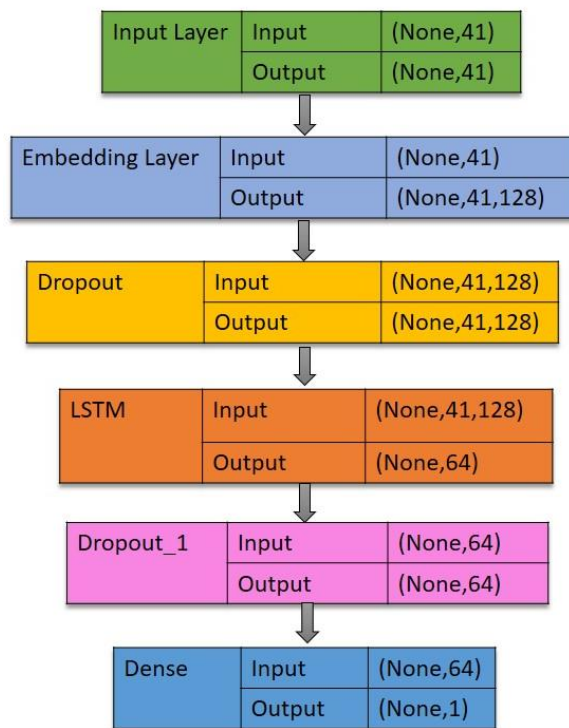 Input Layer Input (None,41)
Output (None,41)
Embedding Layer Input (None,41)
Output (None,41,128)
Dropout Input (None,41,128)
Output (None,41,128)
LSTM Input (None,41,128)
Output (None,64)
Dropout_1 Input (None,64)
Output (None,64)
Dense Input (None,64)
Output (None,1)